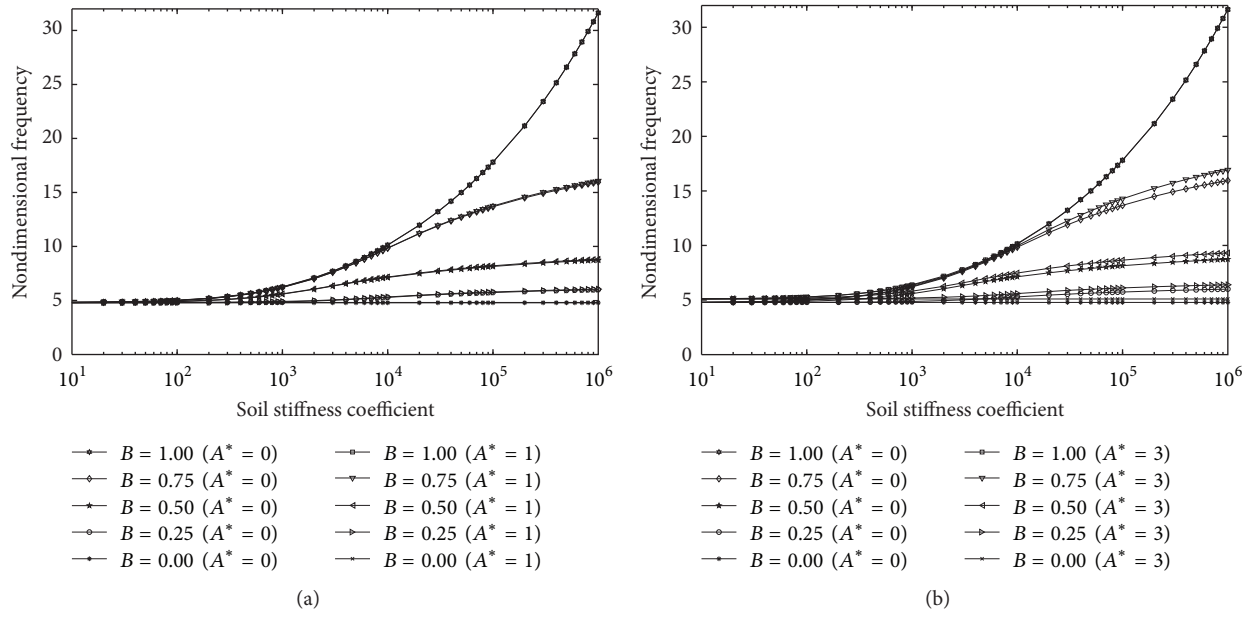 Nondimensional frequency
30
25
20
15
10
5
0
10^1
10^2
10^3
10^4
10^5
10^6
Soil stiffness coefficient
B = 1.00 (A* = 0)
B = 0.75 (A* = 0)
B = 0.50 (A* = 0)
B = 0.25 (A* = 0)
B = 0.00 (A* = 0)
B = 1.00 (A* = 1)
B = 0.75 (A* = 1)
B = 0.50 (A* = 1)
B = 0.25 (A* = 1)
B = 0.00 (A* = 1)
(a)
Nondimensional frequency
30
25
20
15
10
5
0
10^1
10^2
10^3
10^4
10^5
10^6
Soil stiffness coefficient
B = 1.00 (A* = 0)
B = 0.75 (A* = 0)
B = 0.50 (A* = 0)
B = 0.25 (A* = 0)
B = 0.00 (A* = 0)
B = 1.00 (A* = 3)
B = 0.75 (A* = 3)
B = 0.50 (A* = 3)
B = 0.25 (A* = 3)
B = 0.00 (A* = 3)
(b)